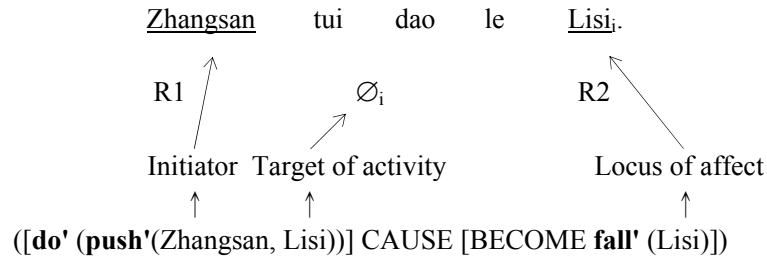 Zhangsan tui dao le Lisiᵢ.
R1 ∅ᵢ R2
Initiator Target of activity Locus of affect
([do' (push'(Zhangsan, Lisi))] CAUSE [BECOME fall' (Lisi)])